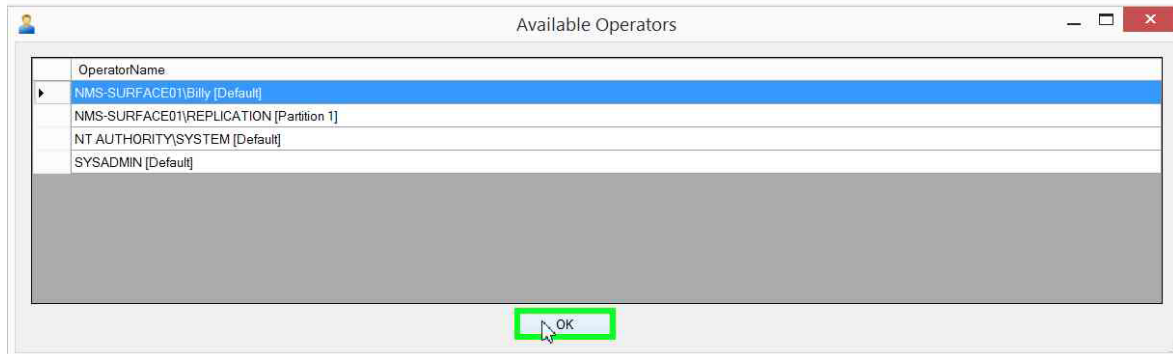 Available Operators
OperatorName
NMS-SURFACE01\Billy [Default]
NMS-SURFACE01\REPLICATION [Partition 1]
NT AUTHORITY\SYSTEM [Default]
SYSADMIN [Default]
OK